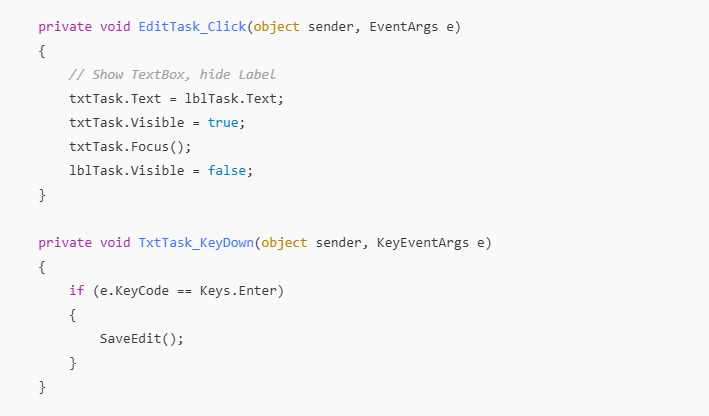 private void EditTask_Click(object sender, EventArgs e)
{
// Show TextBox, hide Label
txtTask.Text = lblTask.Text;
txtTask.Visible = true;
txtTask.Focus();
lblTask.Visible = false;
}
private void TxtTask_KeyDown(object sender, KeyEventArgs e)
{
if (e.KeyCode == Keys.Enter)
{
SaveEdit();
}
}